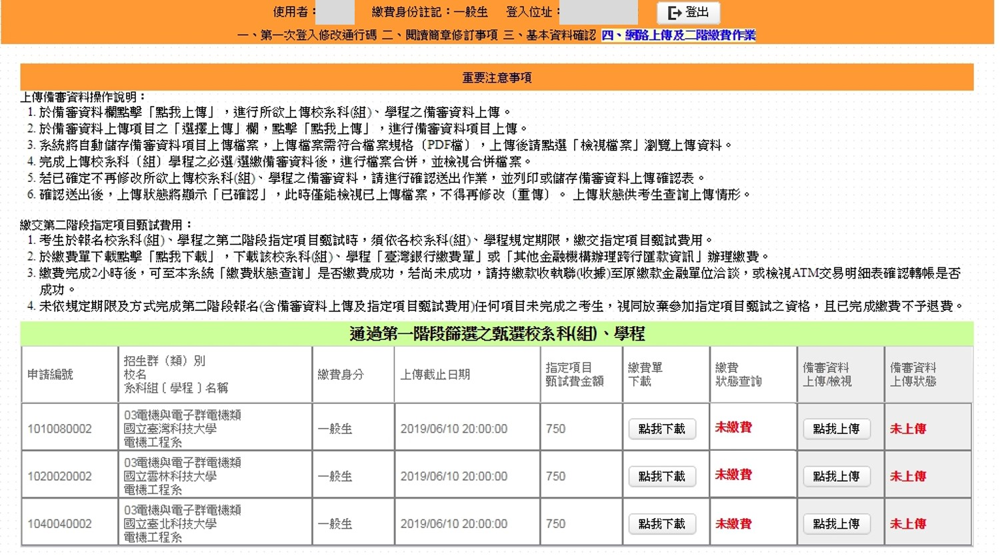 使用者： 繳費身份註記：一般生 登入位址： 登出
一、第一次登入修改通行碼 二、閱讀簡章修訂事項 三、基本資料確認 四、網路上傳及二階繳費作業
重要注意事項
上傳備審資料操作說明：
1. 於備審資料欄點擊「點我上傳」，進行所欲上傳校系科(組)、學程之備審資料上傳。
2. 於備審資料上傳項目之「選擇上傳」欄，點擊「點我上傳」，進行備審資料項目上傳。
3. 系統將自動儲存備審資料項目上傳檔案，上傳檔案需符合檔案規格〔PDF檔〕，上傳後請點選「檢視檔案」瀏覽上傳資料。
4. 完成上傳校系科〔組〕學程之必選/選繳備審資料後，進行檔案合併，並檢視合併檔案。
5. 若已確定不再修改所欲上傳校系科(組)、學程之備審資料，請進行確認送出作業，並列印或儲存備審資料上傳確認表。
6. 確認送出後，上傳狀態將顯示「已確認」，此時僅能檢視已上傳檔案，不得再修改〔重傳〕。 上傳狀態供考生查詢上傳情形。
繳交第二階段指定項目甄試費用：
1. 考生於報名校系科(組)、學程之第二階段指定項目甄試時，須依各校系科(組)、學程規定期限，繳交指定項目甄試費用。
2. 於繳費單下載點擊「點我下載」，下載該校系科(組)、學程「臺灣銀行繳費單」或「其他金融機構辦理跨行匯款資訊」辦理繳費。
3. 繳費完成2小時後，可至本系統「繳費狀態查詢」是否繳費成功，若尚未成功，請持繳款收執聯(收據)至原繳款金融單位洽談，或檢視ATM交易明細表確認轉帳是否
成功。
4. 未依規定期限及方式完成第二階段報名(含備審資料上傳及指定項目甄試費用)任何項目未完成之考生，視同放棄參加指定項目甄試之資格，且已完成繳費不予退費。
通過第一階段篩選之甄選校系科(組)、學程
申請編號
招生群（類）別
校名
系科組〔學程〕名稱
繳費身分
上傳截止日期
指定項目
甄試費金額
繳費單
下載
繳費
狀態查詢
備審資料
上傳/檢視
備審資料
上傳狀態
1010080002
03電機與電子群電機類
國立臺灣科技大學
電機工程系
一般生
2019/06/10 20:00:00
750
點我下載
未繳費
點我上傳
未上傳
1020020002
03電機與電子群電機類
國立雲林科技大學
電機工程系
一般生
2019/06/10 20:00:00
750
點我下載
未繳費
點我上傳
未上傳
1040040002
03電機與電子群電機類
國立臺北科技大學
電機工程系
一般生
2019/06/10 20:00:00
750
點我下載
未繳費
點我上傳
未上傳